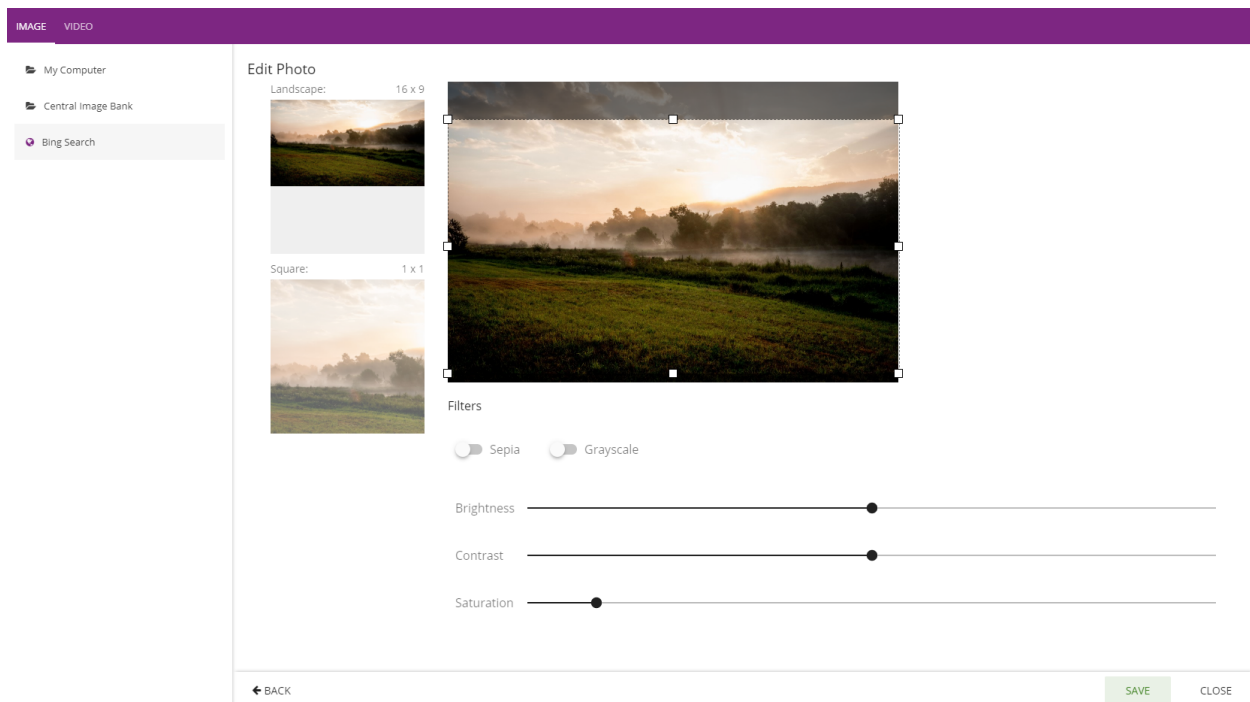 IMAGE VIDEO
My Computer
Central Image Bank
Bing Search
Edit Photo
Landscape: 16 x 9
Square: 1 x 1
Filters
Sepia Grayscale
Brightness
Contrast
Saturation
BACK SAVE CLOSE